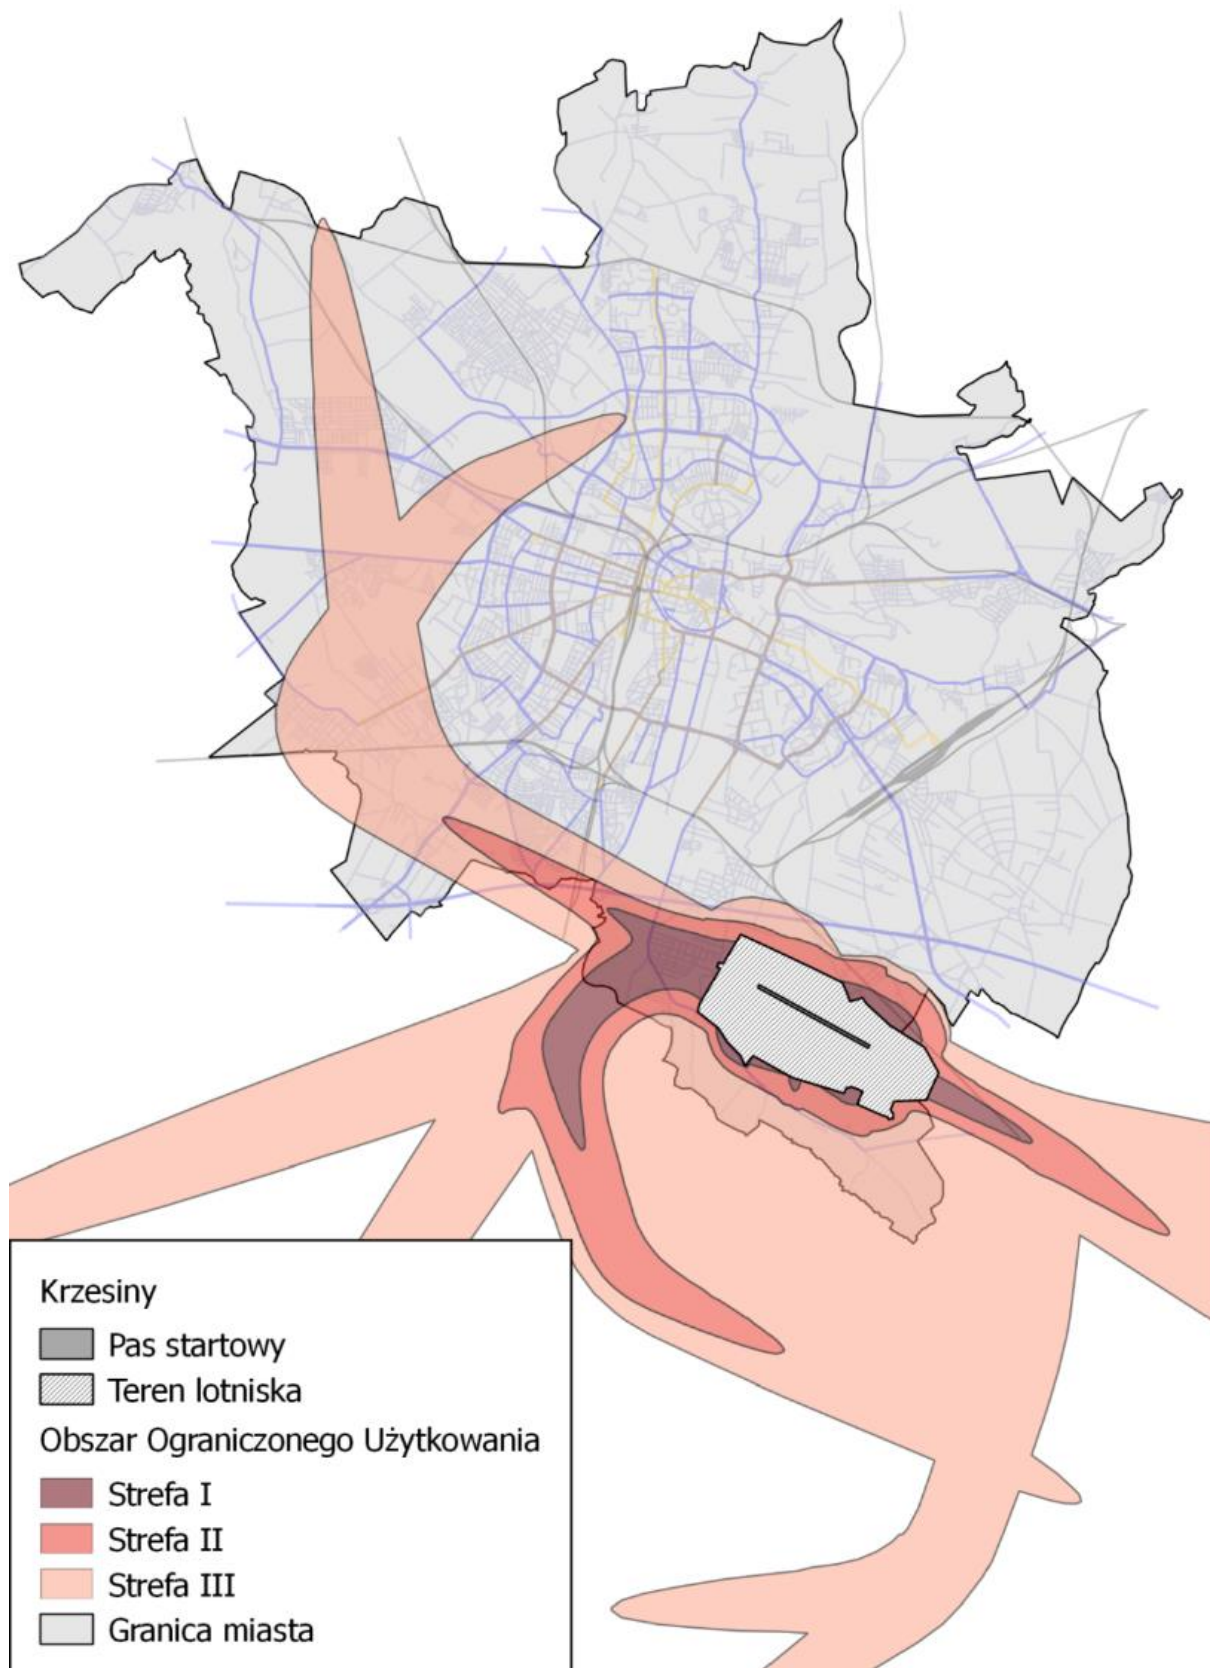 Krzesiny
Pas startowy
Teren lotniska
Obszar Ograniczonego Użytkowania
Strefa I
Strefa II
Strefa III
Granica miasta